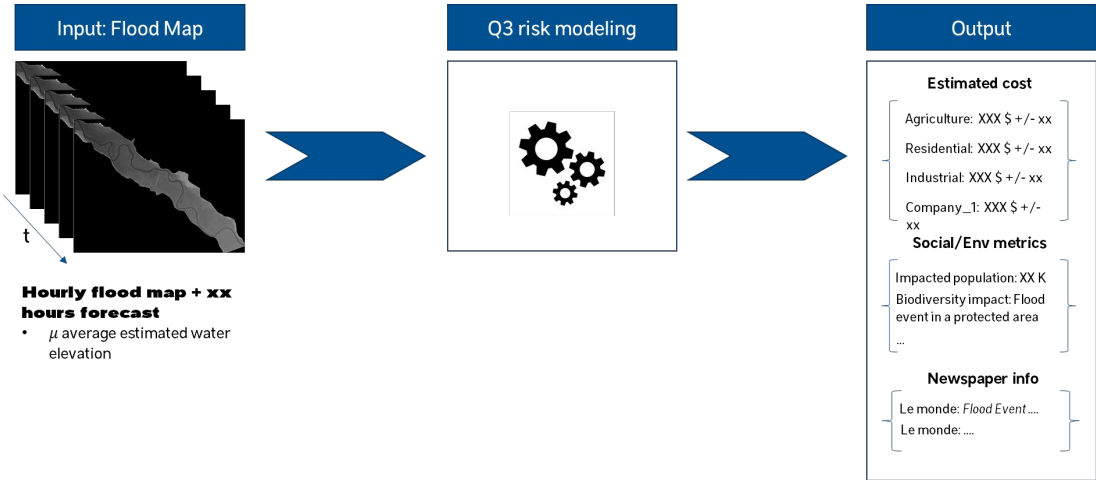 Input: Flood Map
Q3 risk modeling
Output
t
Hourly flood map + xx
hours forecast
• μ average estimated water
elevation
Estimated cost
Agriculture: XXX $ +/- xx
Residential: XXX $ +/- xx
Industrial: XXX $ +/- xx
Company_1: XXX $ +/-
xx
Social/Env metrics
Impacted population: XX K
Biodiversity impact: Flood
event in a protected area
...
Newspaper info
Le monde: Flood Event ....
Le monde: ....